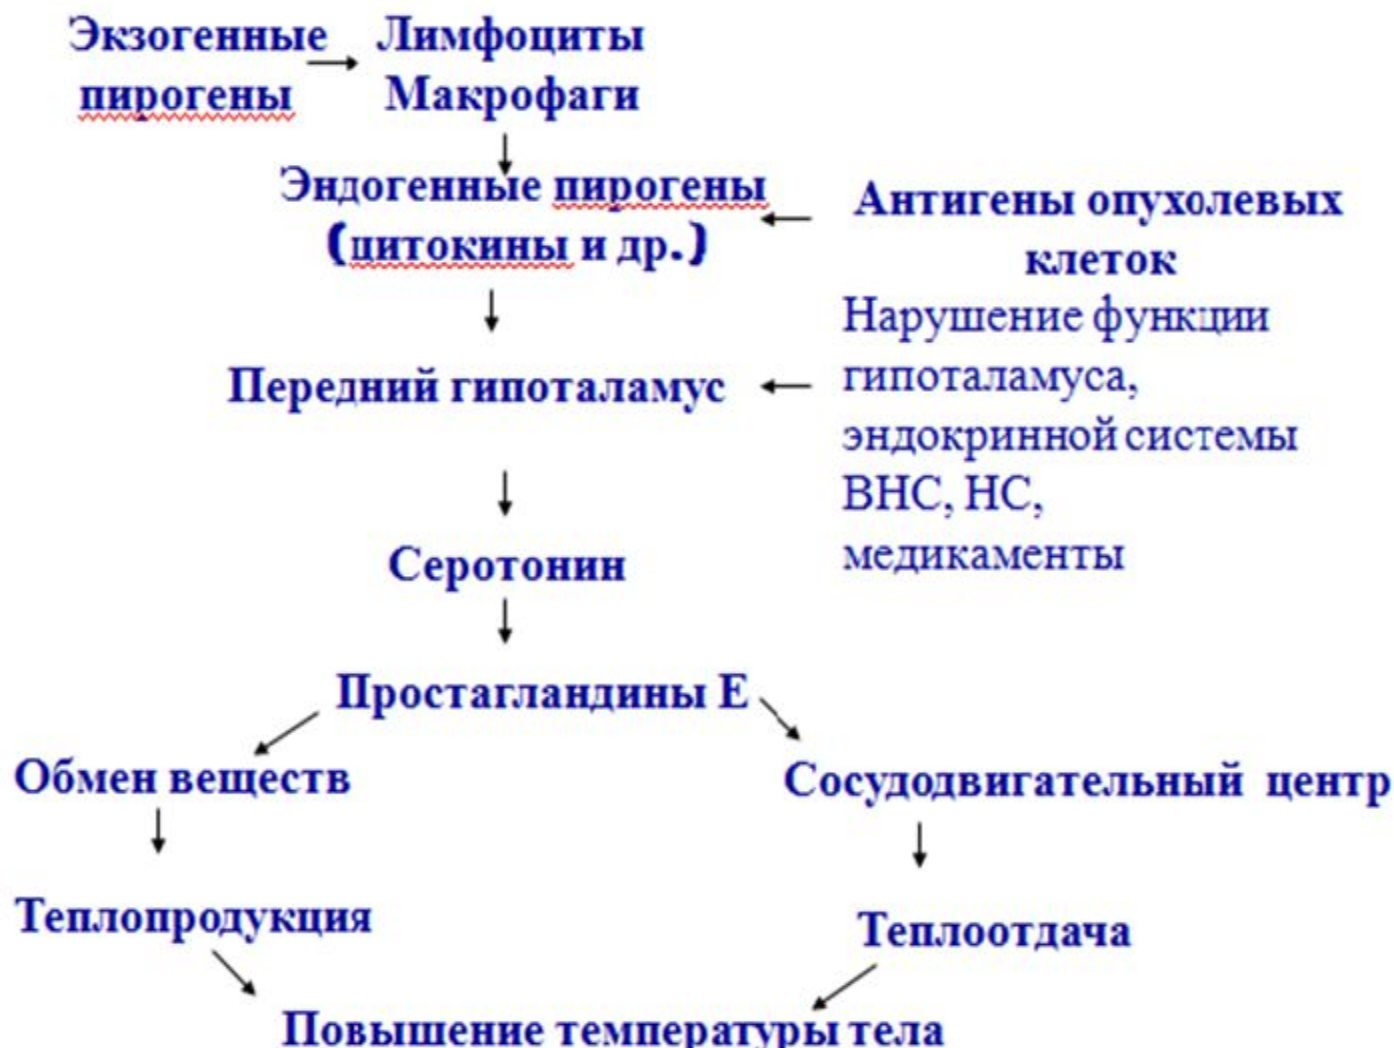 Экзогенные
пирогены
Лимфоциты
Макрофаги
Эндогенные пирогены
(цитокины и др.)
Антигены опухолевых
клеток
Нарушение функции
гипоталамуса,
эндокринной системы
ВНС, НС,
медикаменты
Передний гипоталамус
Серотонин
Простагландины Е
Обмен веществ
Сосудодвигательный центр
Теплопродукция
Теплоотдача
Повышение температуры тела